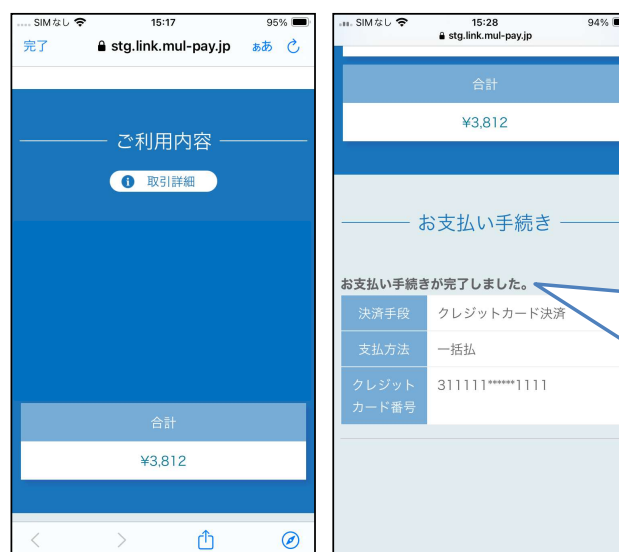 SIMなし 15:17 95%
完了 stg.link.mul-pay.jp ぁあ
ご利用内容
取引詳細
合計
¥3,812
SIMなし 15:28 94%
stg.link.mul-pay.jp
合計
¥3,812
お支払い手続き
お支払い手続きが完了しました。
決済手段 クレジットカード決済
支払方法 一括払
クレジット 311111******1111
カード番号